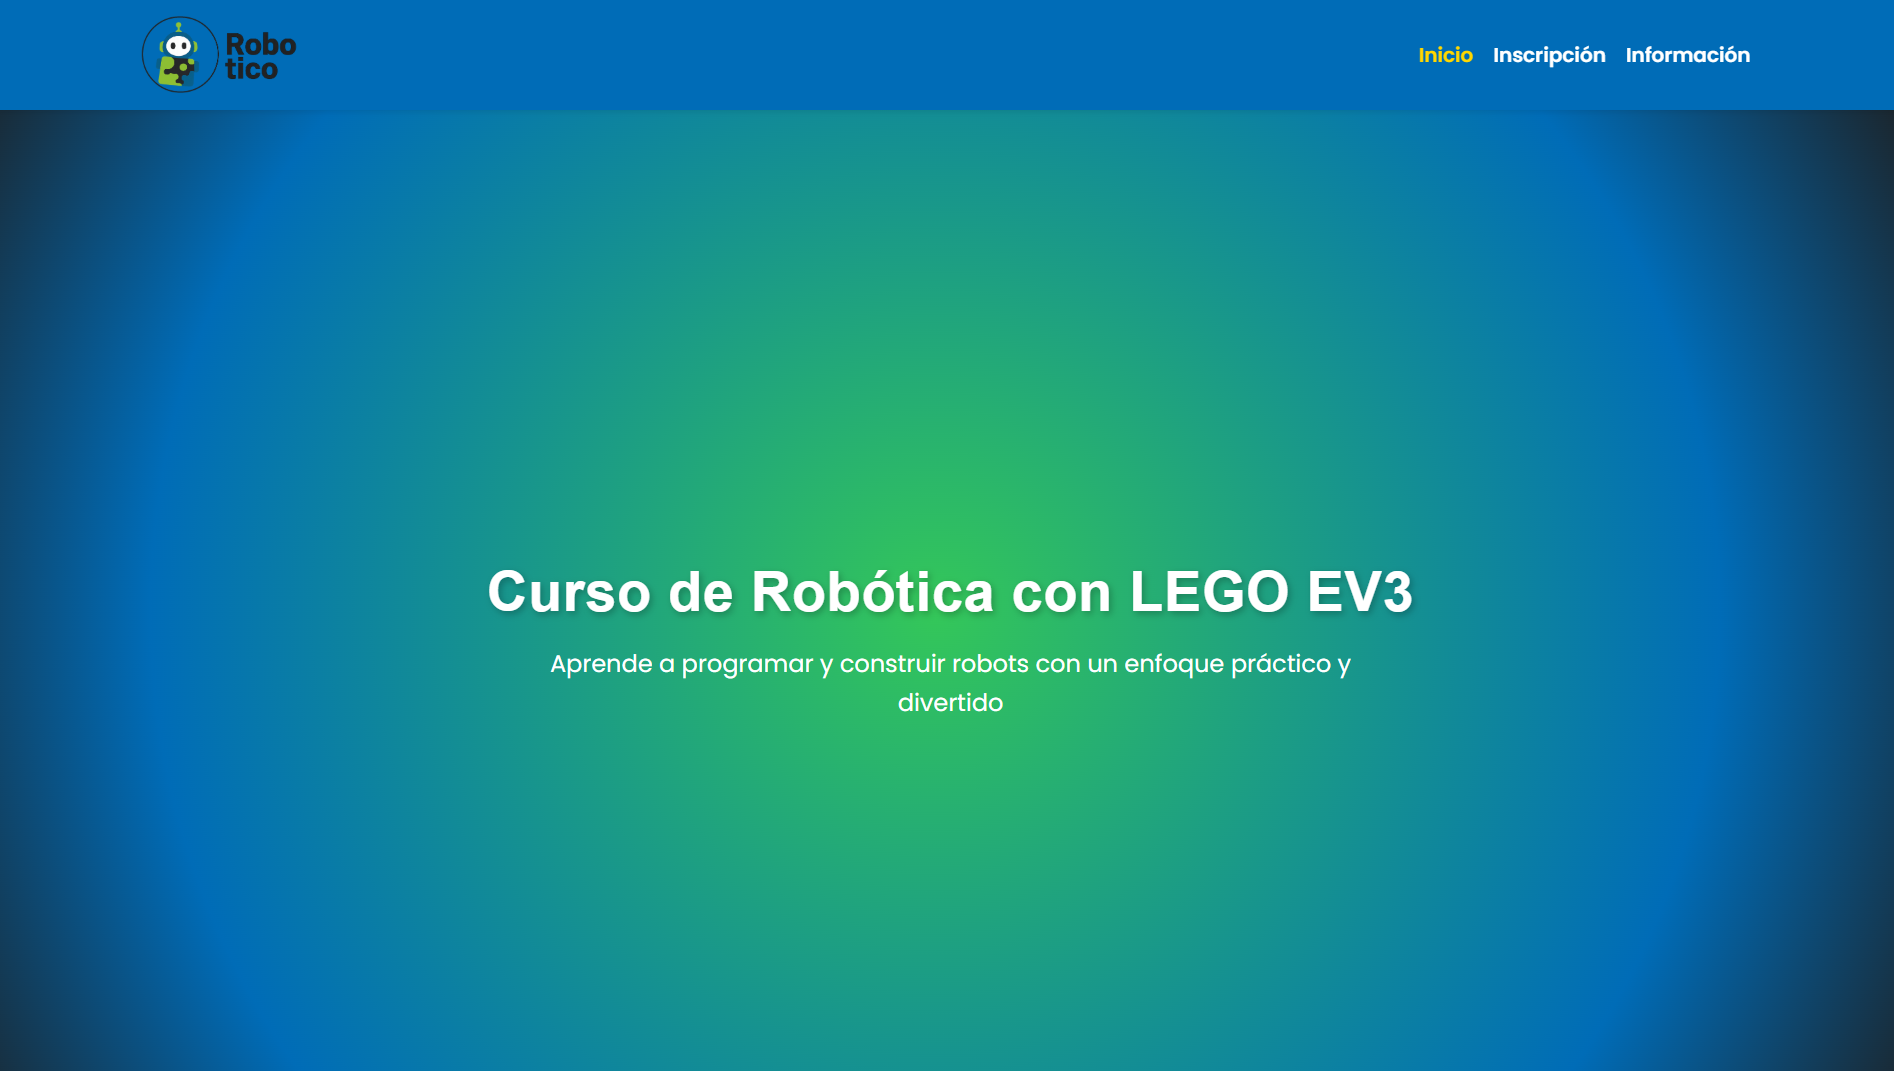 Robo
tico
Inicio Inscripción Información
Curso de Robótica con LEGO EV3
Aprende a programar y construir robots con un enfoque práctico y
divertido